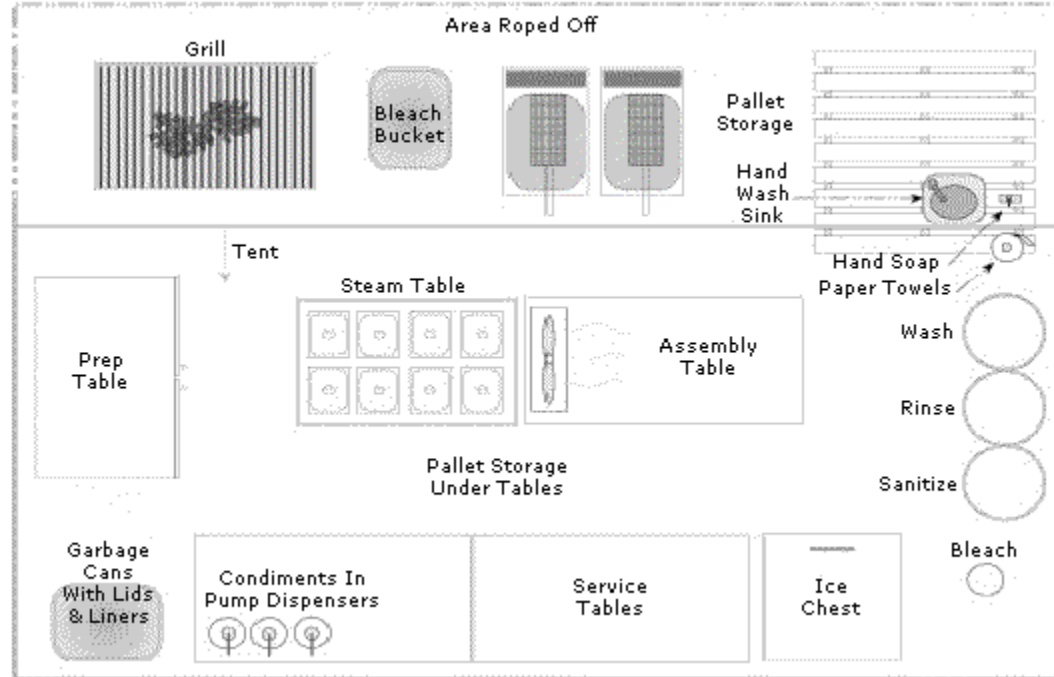 Area Roped Off
Grill
Bleach
Bucket
Pallet
Storage
Hand
Wash
Sink
Tent
Hand Soap
Paper Towels
Steam Table
Prep
Table
Assembly
Table
Wash
Rinse
Sanitize
Pallet Storage
Under Tables
Garbage
Cans
With Lids
& Liners
Condiments In
Pump Dispensers
Service
Tables
Ice
Chest
Bleach